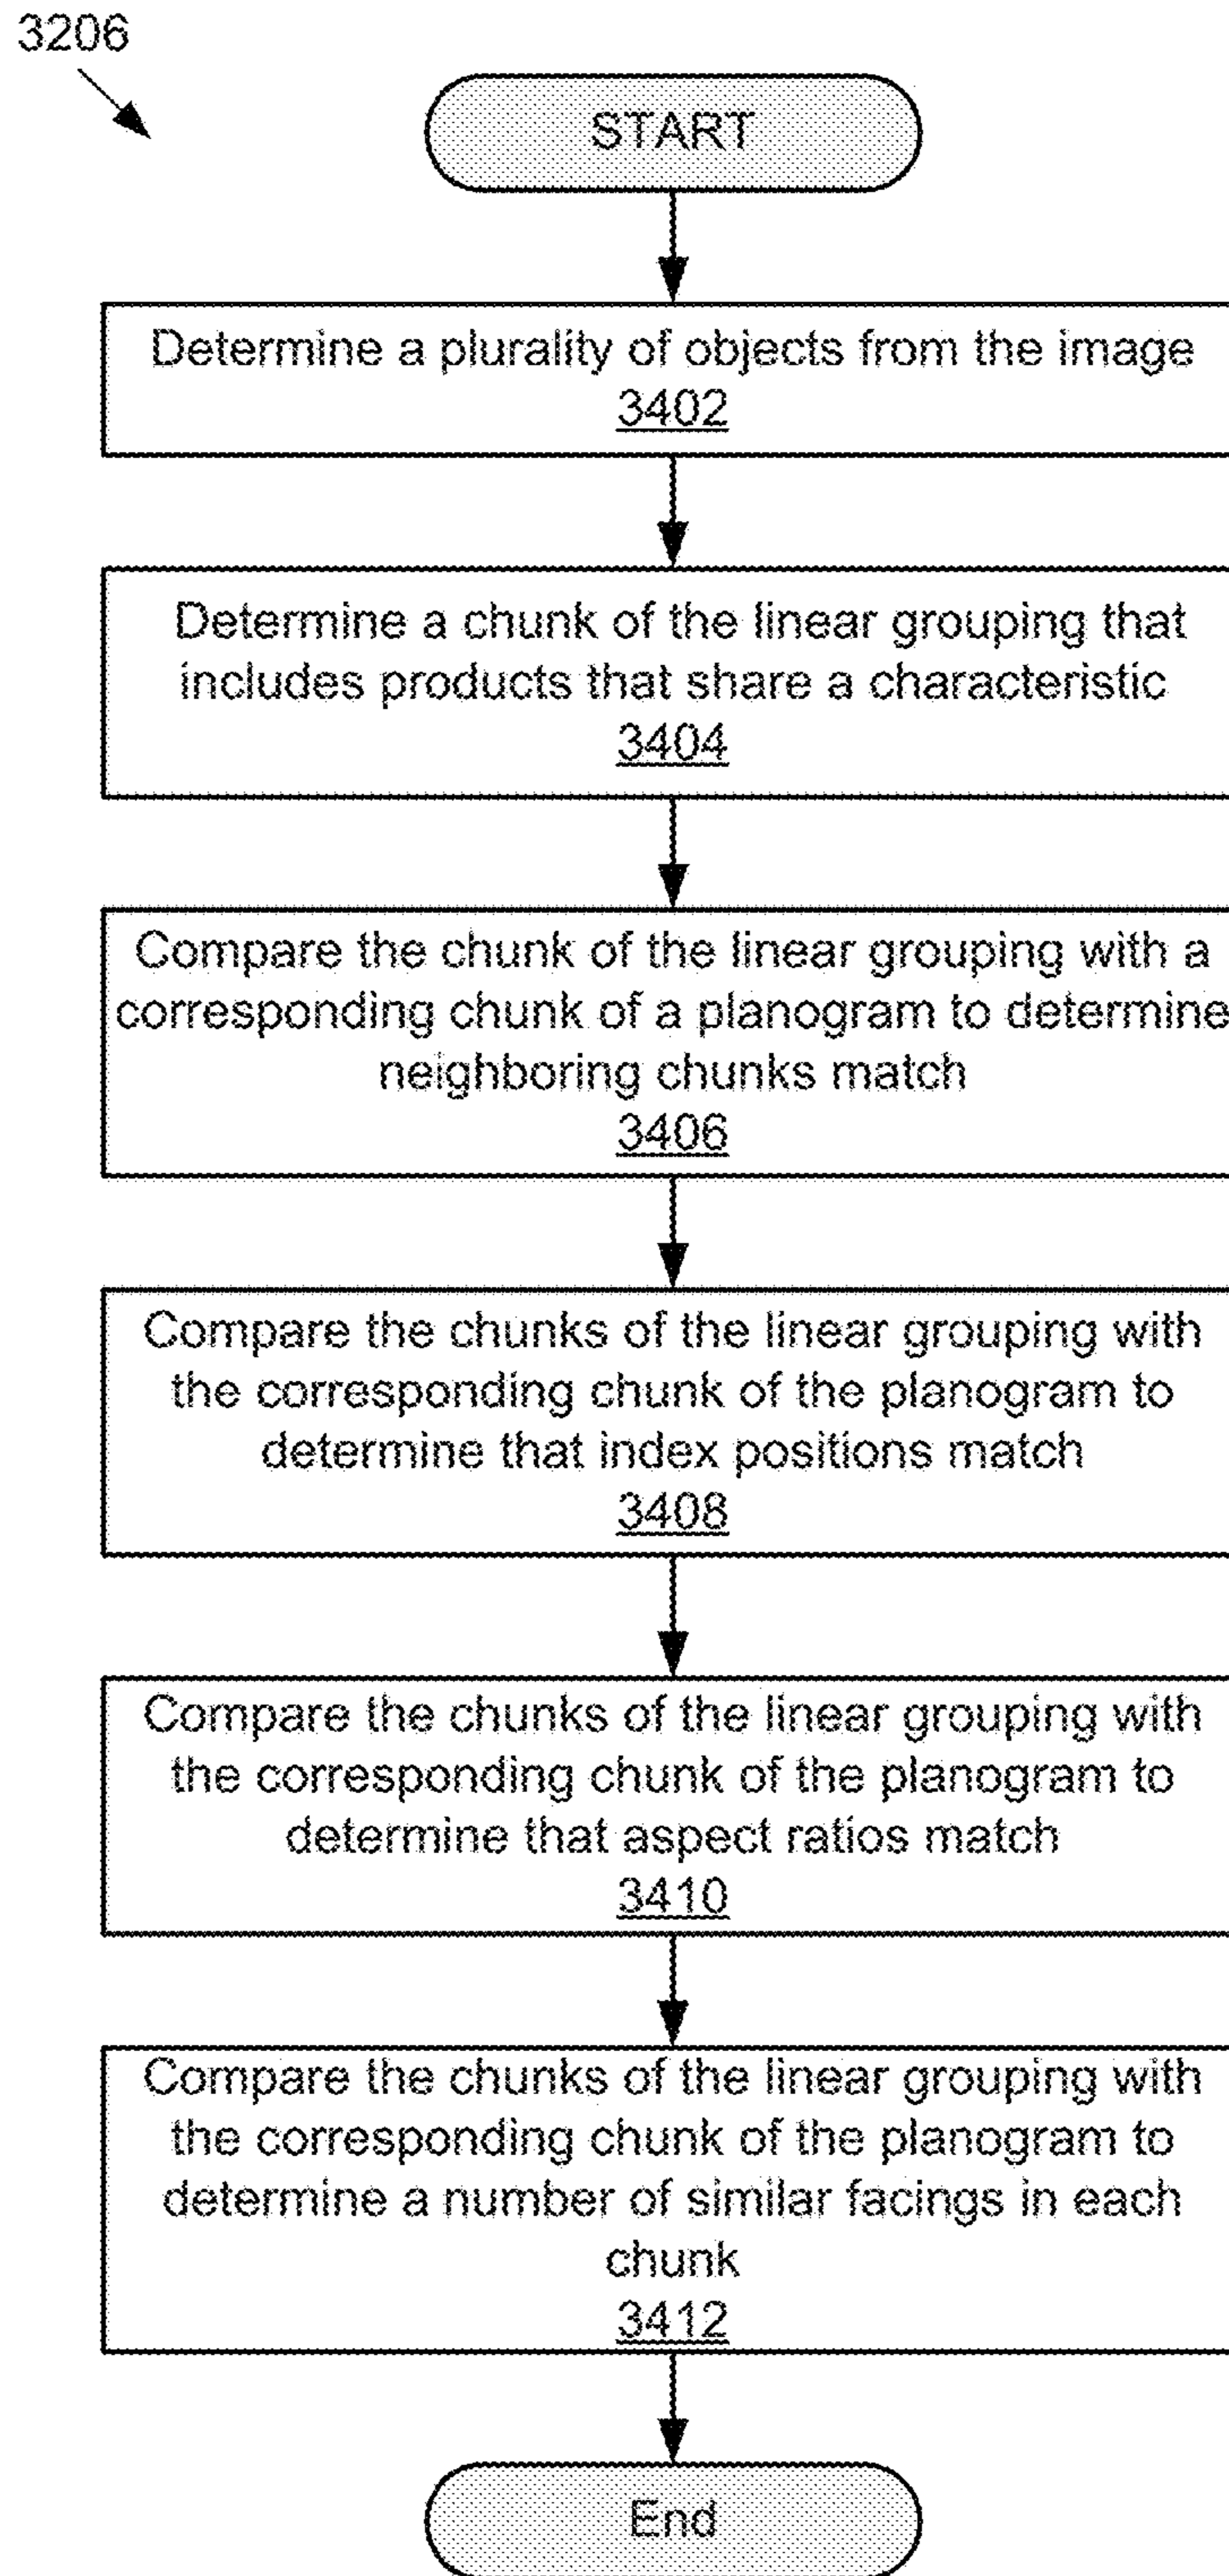 3206
START
Determine a plurality of objects from the image
3402
Determine a chunk of the linear grouping that
includes products that share a characteristic
3404
Compare the chunk of the linear grouping with a
corresponding chunk of a planogram to determine
neighboring chunks match
3406
Compare the chunks of the linear grouping with
the corresponding chunk of the planogram to
determine that index positions match
3408
Compare the chunks of the linear grouping with
the corresponding chunk of the planogram to
determine that aspect ratios match
3410
Compare the chunks of the linear grouping with
the corresponding chunk of the planogram to
determine a number of similar facings in each
chunk
3412
End